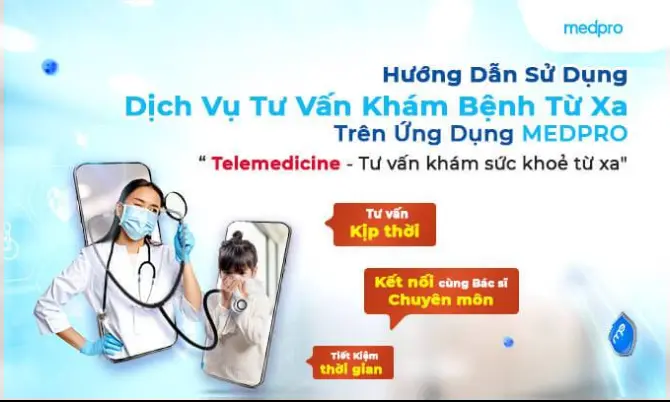 medpro
Hướng Dẫn Sử Dụng
Dịch Vụ Tư Vấn Khám Bệnh Từ Xa
Trên Ứng Dụng MEDPRO
“ Telemedicine - Tư vấn khám sức khoẻ từ xa"
Tư vấn
Kịp thời
Kết nối cùng Bác sĩ
Chuyên môn
Tiết Kiệm
thời gian